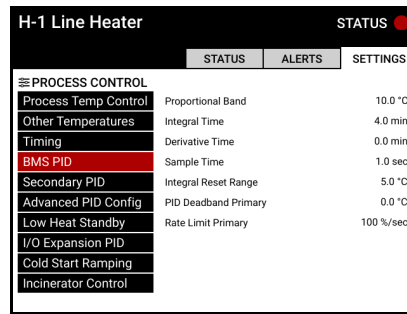 H-1 Line Heater
STATUS
STATUS ALERTS SETTINGS
PROCESS CONTROL
Process Temp Control
Other Temperatures
Timing
BMS PID
Secondary PID
Advanced PID Config
Low Heat Standby
I/O Expansion PID
Cold Start Ramping
Incinerator Control
Proportional Band 10.0 °C
Integral Time 4.0 min
Derivative Time 0.0 min
Sample Time 1.0 sec
Integral Reset Range 5.0 °C
PID Deadband Primary 0.0 °C
Rate Limit Primary 100 %/sec